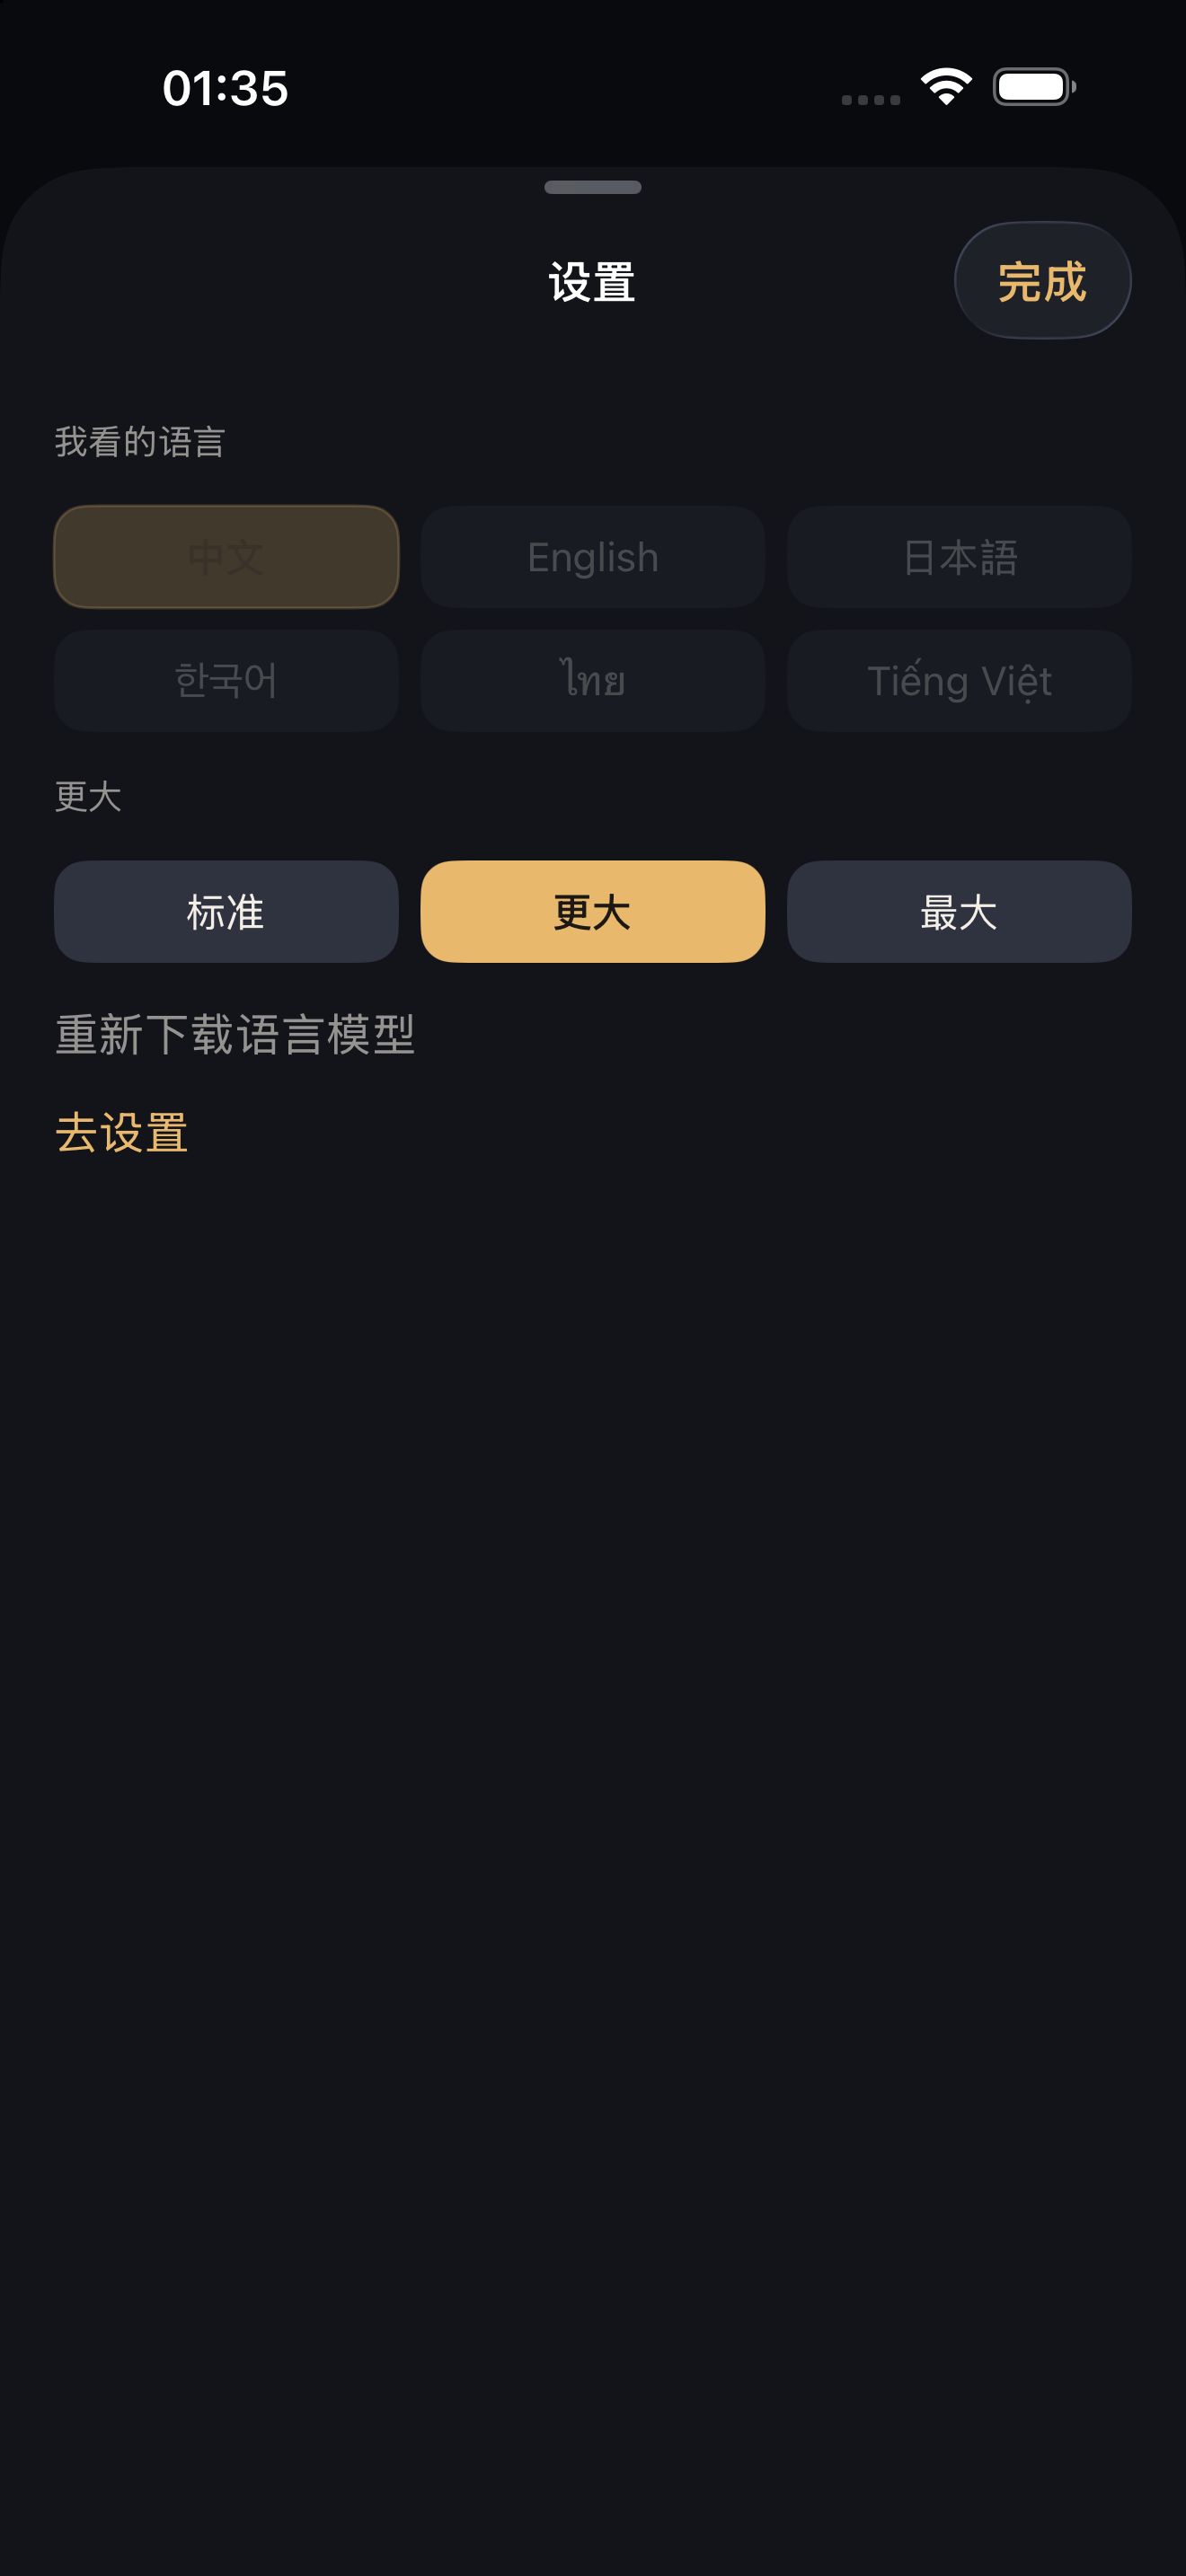 01:35
设置
完成
我看的语言
中文
English
日本語
한국어
ไทย
Tiếng Việt
更大
标准
更大
最大
重新下载语言模型
去设置